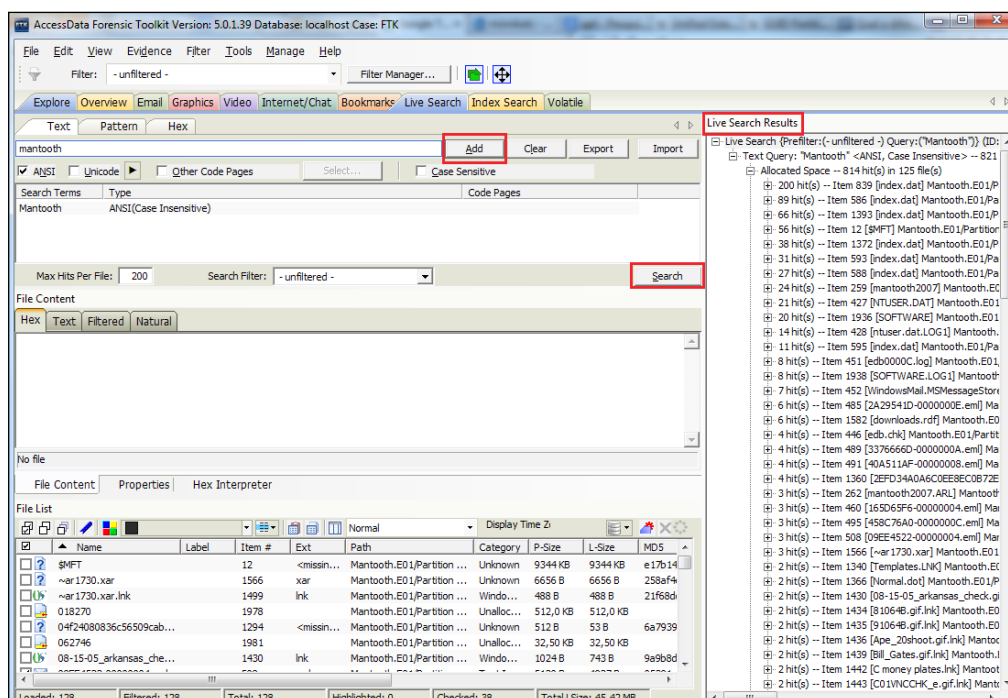 AccessData Forensic Toolkit Version: 5.0.1.39 Database: localhost Case: FTK
File Edit View Evidence Filter Tools Manage Help
Filter: - unfiltered - Filter Manager...
Explore Overview Email Graphics Video Internet/Chat Bookmarks Live Search Index Search Volatile
Text Pattern Hex
mantooth Add Clear Export Import
ANSI Unicode Other Code Pages Select... Case Sensitive
Search Terms Type Code Pages
Mantooth ANSI(Case Insensitive)
Max Hits Per File: 200 Search Filter: - unfiltered - Search
File Content
Hex Text Filtered Natural
No file
File Content Properties Hex Interpreter
File List
Normal Display Time Zo
Name Label Item # Ext Path Category P-Size L-Size MD5
$MFT 12 <missin... Mantooth.E01/Partition ... Unknown 9344 KB 9344 KB e17b14
~ar1730.xar 1566 xar Mantooth.E01/Partition ... Unknown 6656 B 6656 B 258af4
~ar1730.xar.lnk 1499 lnk Mantooth.E01/Partition ... Windo... 488 B 488 B 21f68d
018270 1978 Mantooth.E01/Partition ... Unalloc... 512,0 KB 512,0 KB
04f24080836c56509cab... 1294 <missin... Mantooth.E01/Partition ... Unknown 512 B 53 B 6a7939
062746 1981 Mantooth.E01/Partition ... Unalloc... 32,50 KB 32,50 KB
08-15-05_arkansas_che... 1430 lnk Mantooth.E01/Partition ... Windo... 1024 B 743 B 9a9b8d
Loaded: 128 Filtered: 128 Total: 128 Highlighted: 0 Checked: 38 Total LSize: 45,42 MB
Live Search Results
Live Search {Prefilter:(- unfiltered -) Query:("Mantooth")} (ID:
Text Query: "Mantooth" <ANSI, Case Insensitive> -- 821
Allocated Space -- 814 hit(s) in 125 file(s)
200 hit(s) -- Item 839 [index.dat] Mantooth.E01/P
89 hit(s) -- Item 586 [index.dat] Mantooth.E01/Pa
66 hit(s) -- Item 1393 [index.dat] Mantooth.E01/P
56 hit(s) -- Item 12 [$MFT] Mantooth.E01/Partition
38 hit(s) -- Item 1372 [index.dat] Mantooth.E01/P
31 hit(s) -- Item 593 [index.dat] Mantooth.E01/Pa
27 hit(s) -- Item 588 [index.dat] Mantooth.E01/Pa
24 hit(s) -- Item 259 [mantooth2007] Mantooth.E0
21 hit(s) -- Item 427 [NTUSER.DAT] Mantooth.E01
20 hit(s) -- Item 1936 [SOFTWARE] Mantooth.E01
14 hit(s) -- Item 428 [ntuser.dat.LOG1] Mantooth.
11 hit(s) -- Item 595 [index.dat] Mantooth.E01/Pa
8 hit(s) -- Item 451 [edb0000C.log] Mantooth.E01/
8 hit(s) -- Item 1938 [SOFTWARE.LOG1] Mantooth
7 hit(s) -- Item 452 [WindowsMail.MSMessageStore
6 hit(s) -- Item 485 [2A29541D-0000000E.eml] Ma
6 hit(s) -- Item 1582 [downloads.rdf] Mantooth.E0
4 hit(s) -- Item 446 [edb.chk] Mantooth.E01/Partit
4 hit(s) -- Item 489 [3376666D-0000000A.eml] Ma
4 hit(s) -- Item 491 [40A511AF-00000008.eml] Ma
4 hit(s) -- Item 1360 [2EFD34A0A6C0EE8EC0B72E
3 hit(s) -- Item 262 [mantooth2007.ARL] Mantooth
3 hit(s) -- Item 460 [165D65F6-00000004.eml] Ma
3 hit(s) -- Item 495 [458C76A0-0000000C.eml] Ma
3 hit(s) -- Item 508 [09EE4522-00000004.eml] Mar
3 hit(s) -- Item 1566 [~ar1730.xar] Mantooth.E01
2 hit(s) -- Item 1340 [Templates.LNK] Mantooth.E0
2 hit(s) -- Item 1366 [Normal.dot] Mantooth.E01/P
2 hit(s) -- Item 1430 [08-15-05_arkansas_check.gi
2 hit(s) -- Item 1434 [81064B.gif.lnk] Mantooth.E0
2 hit(s) -- Item 1435 [91064B.gif.lnk] Mantooth.E0
2 hit(s) -- Item 1436 [Ape_20shoot.gif.lnk] Mantoo
2 hit(s) -- Item 1439 [Bill_Gates.gif.lnk] Mantooth.
2 hit(s) -- Item 1442 [C money plates.lnk] Mantoot
2 hit(s) -- Item 1443 [C01VNCCHK_e.gif.lnk] Mant